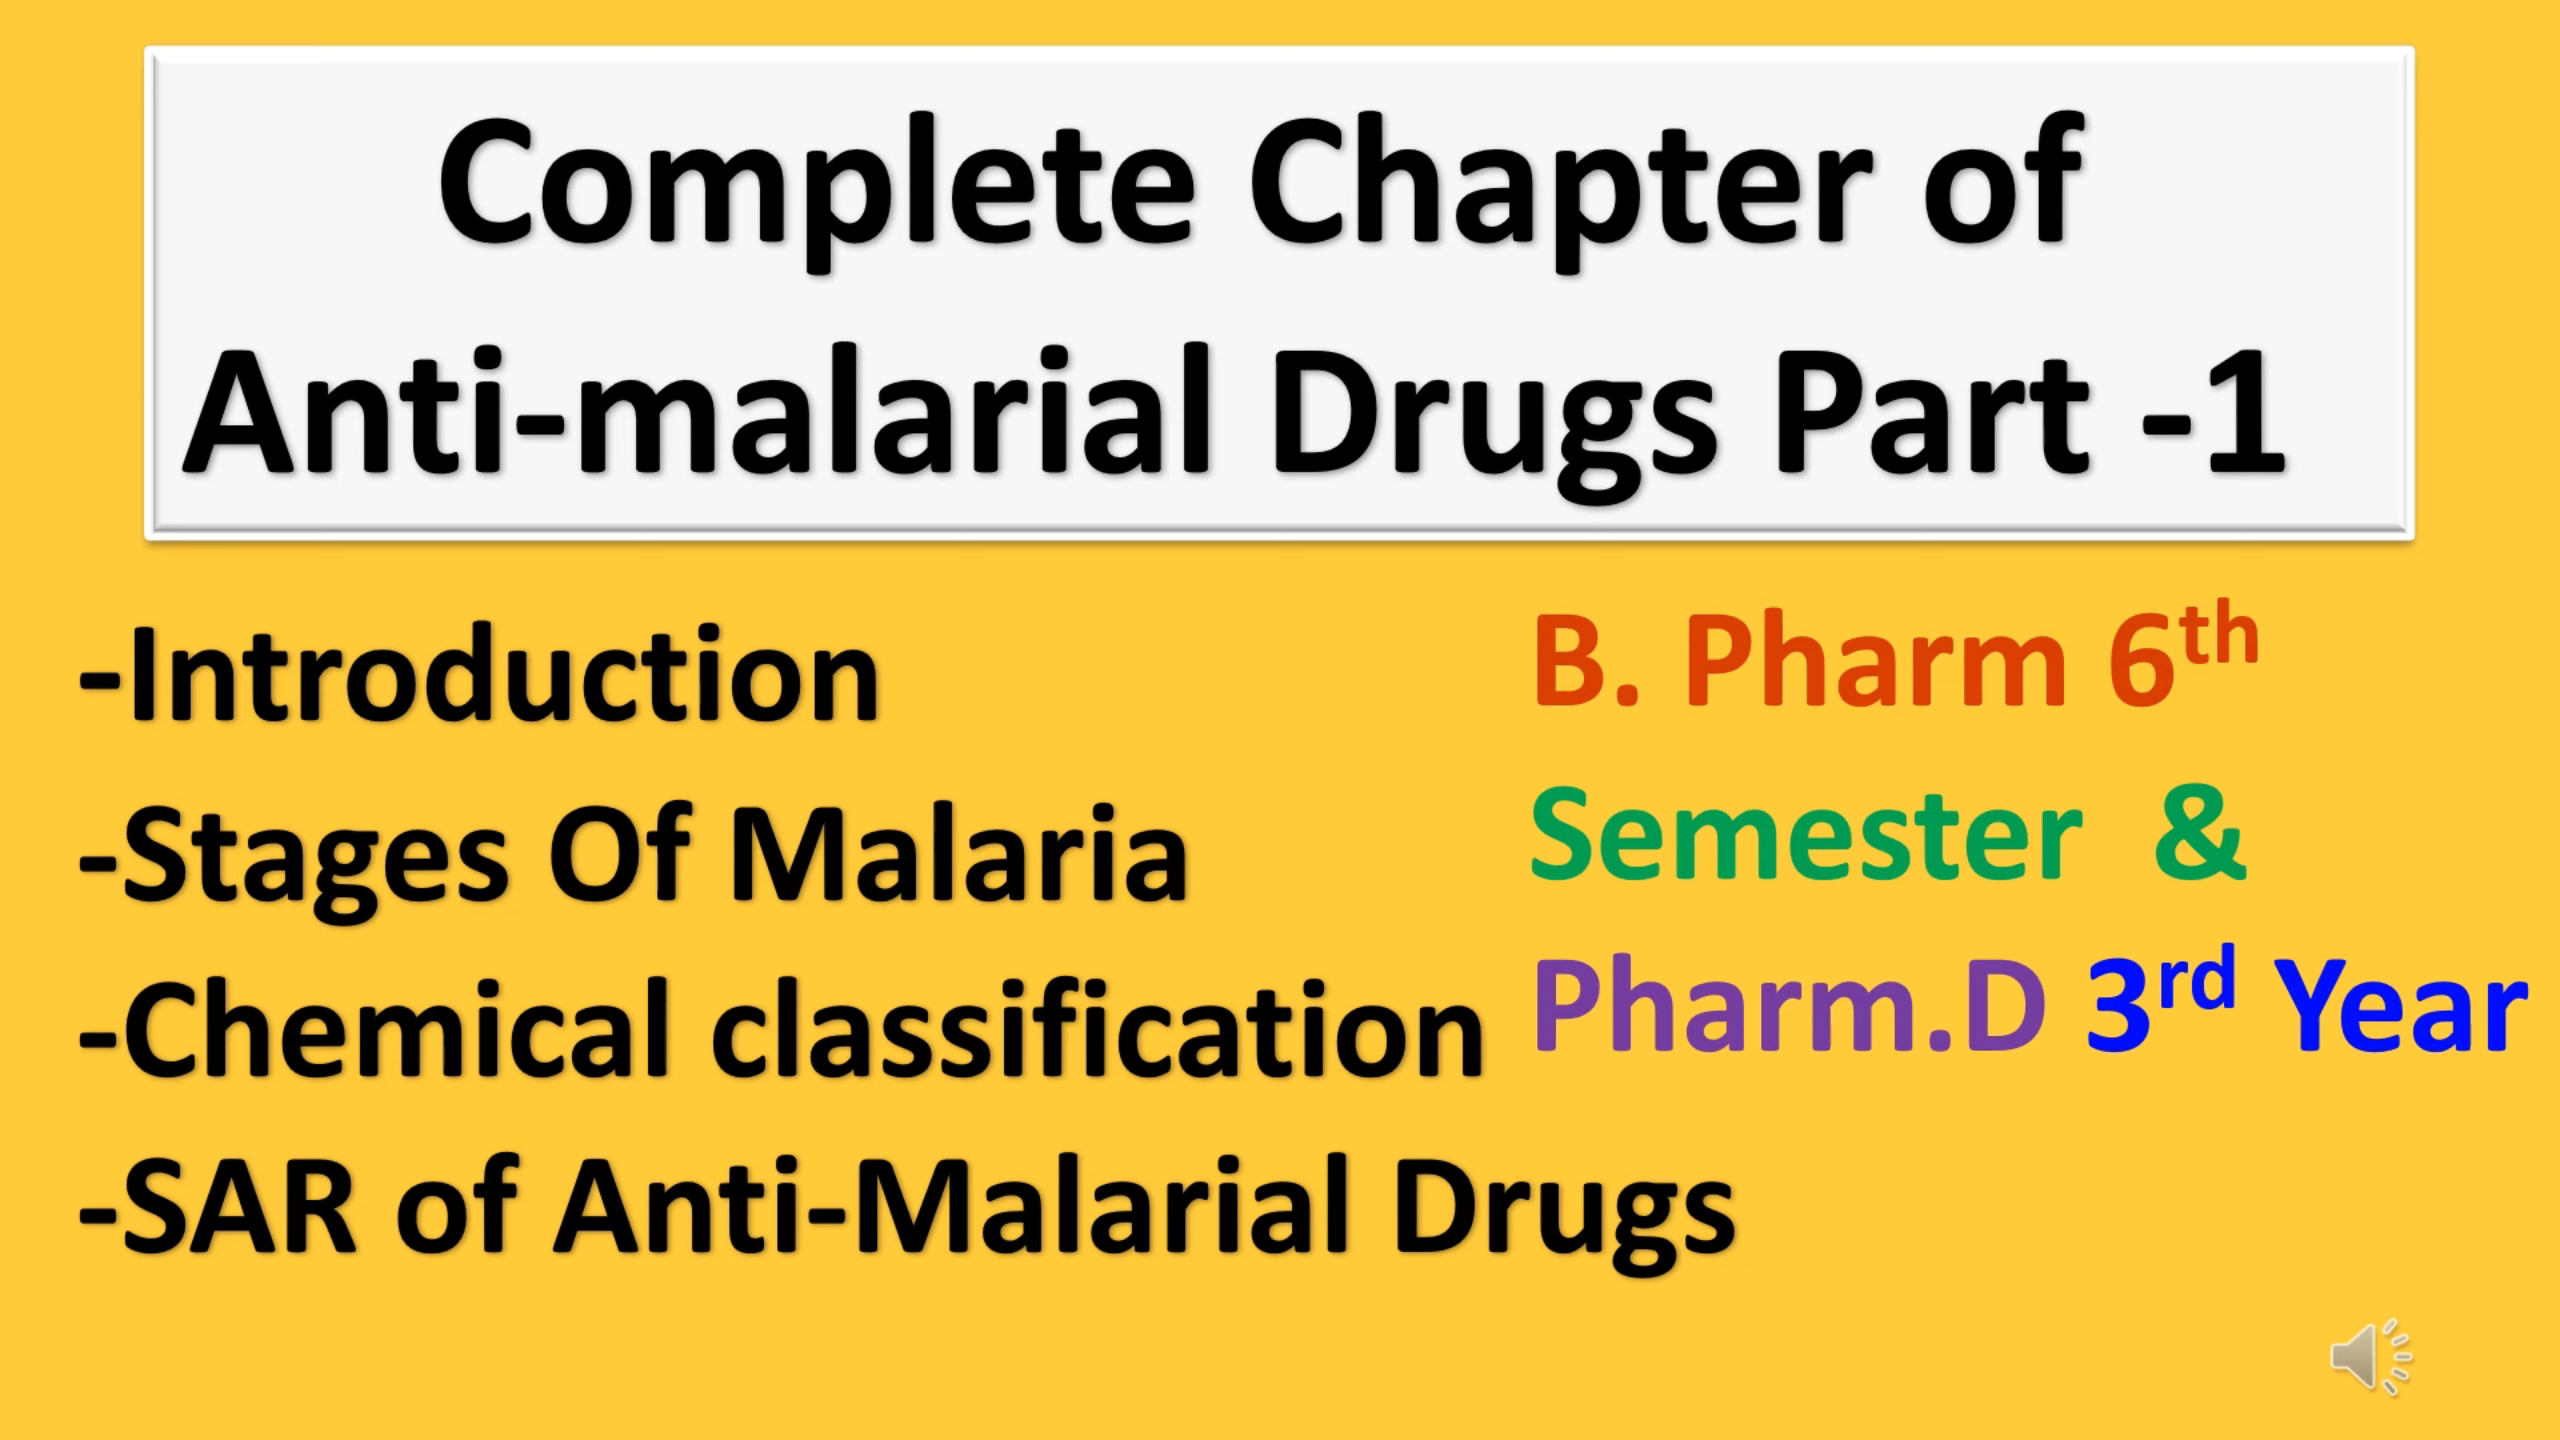 Complete Chapter of
Anti-malarial Drugs Part -1
-Introduction
-Stages Of Malaria
-Chemical classification
-SAR of Anti-Malarial Drugs
B. Pharm 6th
Semester &
Pharm.D 3rd Year